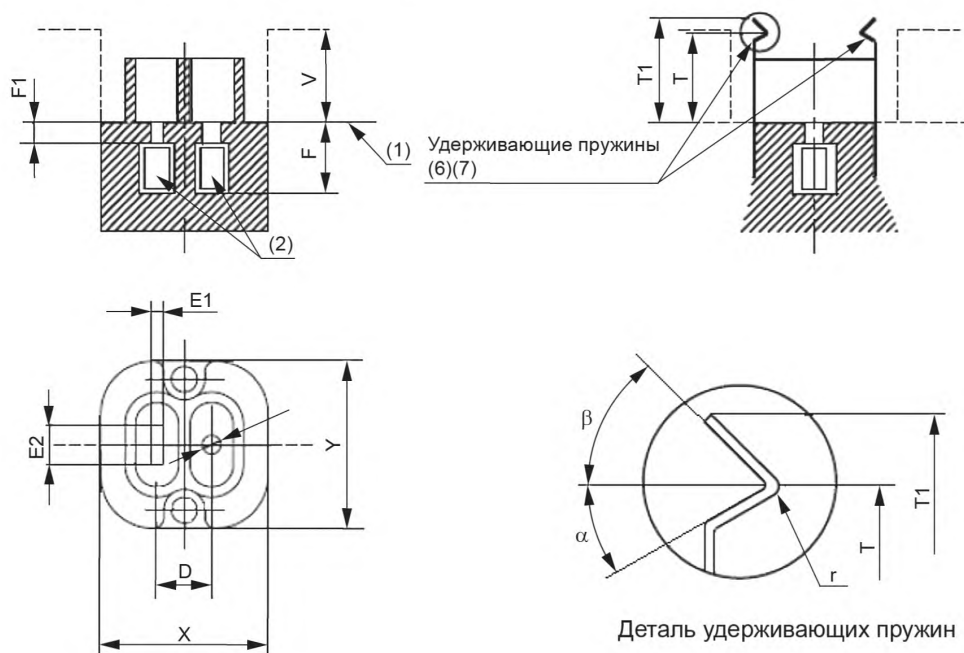 F1
V
F
(1)
(2)
T1
T
Удерживающие пружины
(6)(7)
E1
E2
Y
D
X
β
α
T1
T
r
Деталь удерживающих пружин